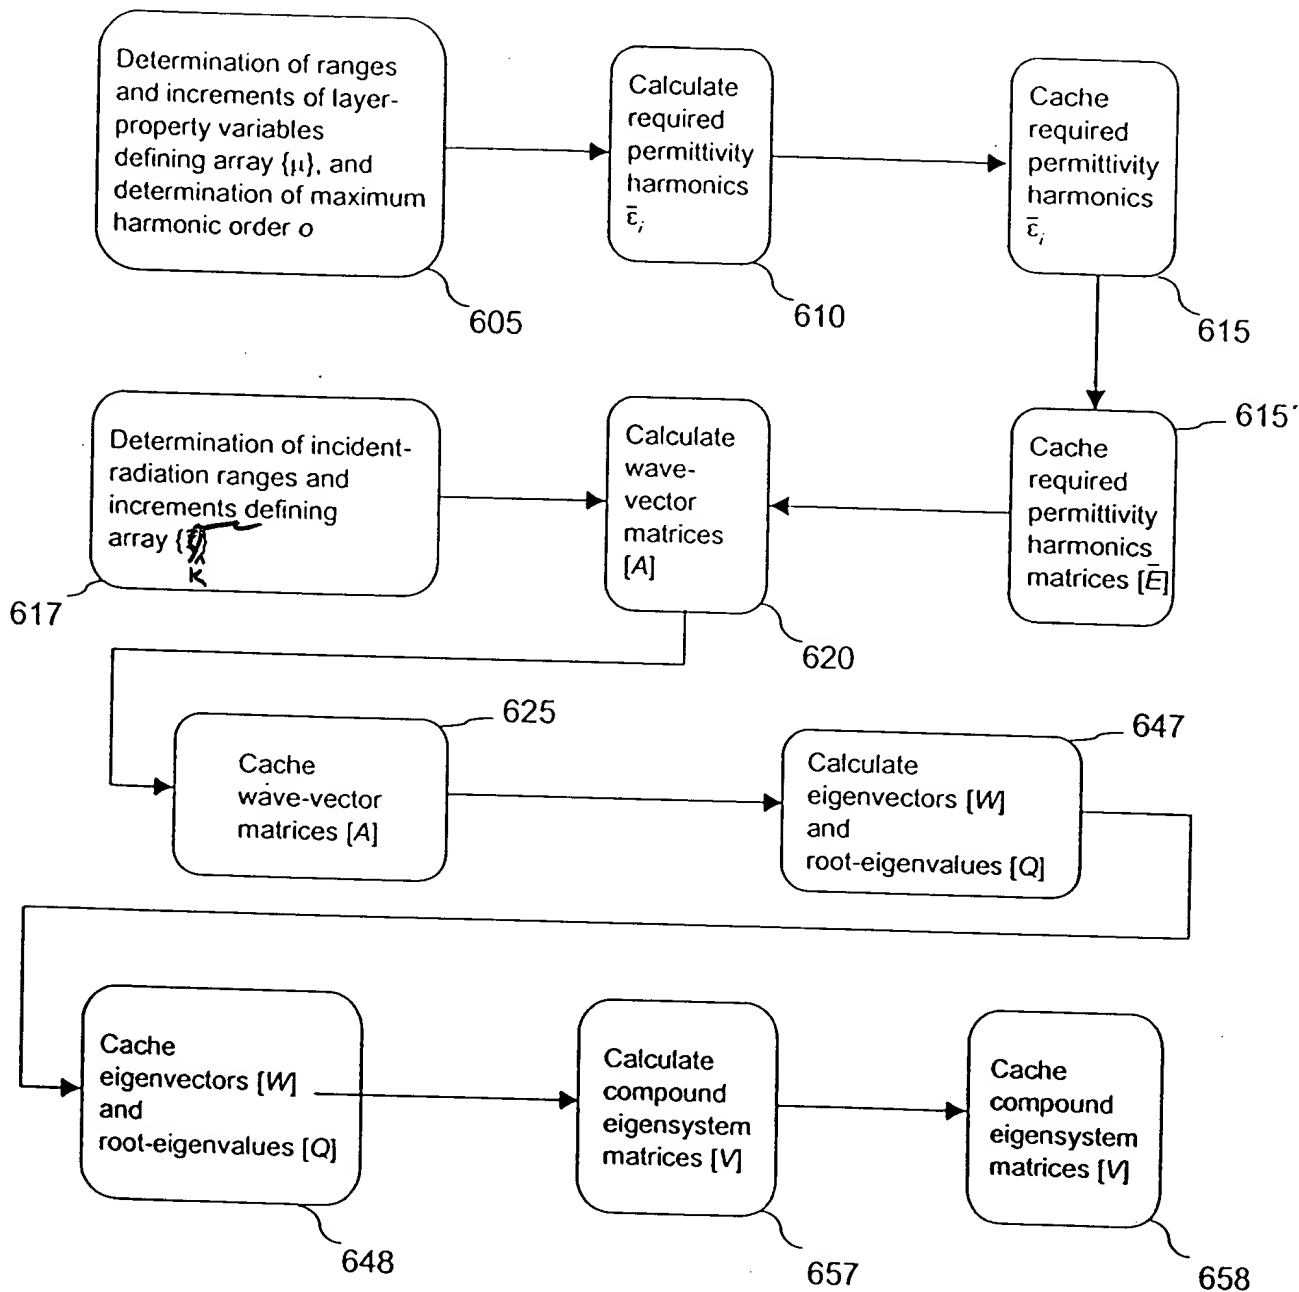 Determination of ranges
and increments of layer-
property variables
defining array {μ}, and
determination of maximum
harmonic order o
605
Calculate
required
permittivity
harmonics
ε̅i
610
Cache
required
permittivity
harmonics
ε̅i
615
Determination of incident-
radiation ranges and
increments defining
array {
κ
617
Calculate
wave-
vector
matrices
[A]
620
Cache
required
permittivity
harmonics
matrices [E̅]
615'
Cache
wave-vector
matrices [A]
625
Calculate
eigenvectors [W]
and
root-eigenvalues [Q]
647
Cache
eigenvectors [W]
and
root-eigenvalues [Q]
648
Calculate
compound
eigensystem
matrices [V]
657
Cache
compound
eigensystem
matrices [V]
658